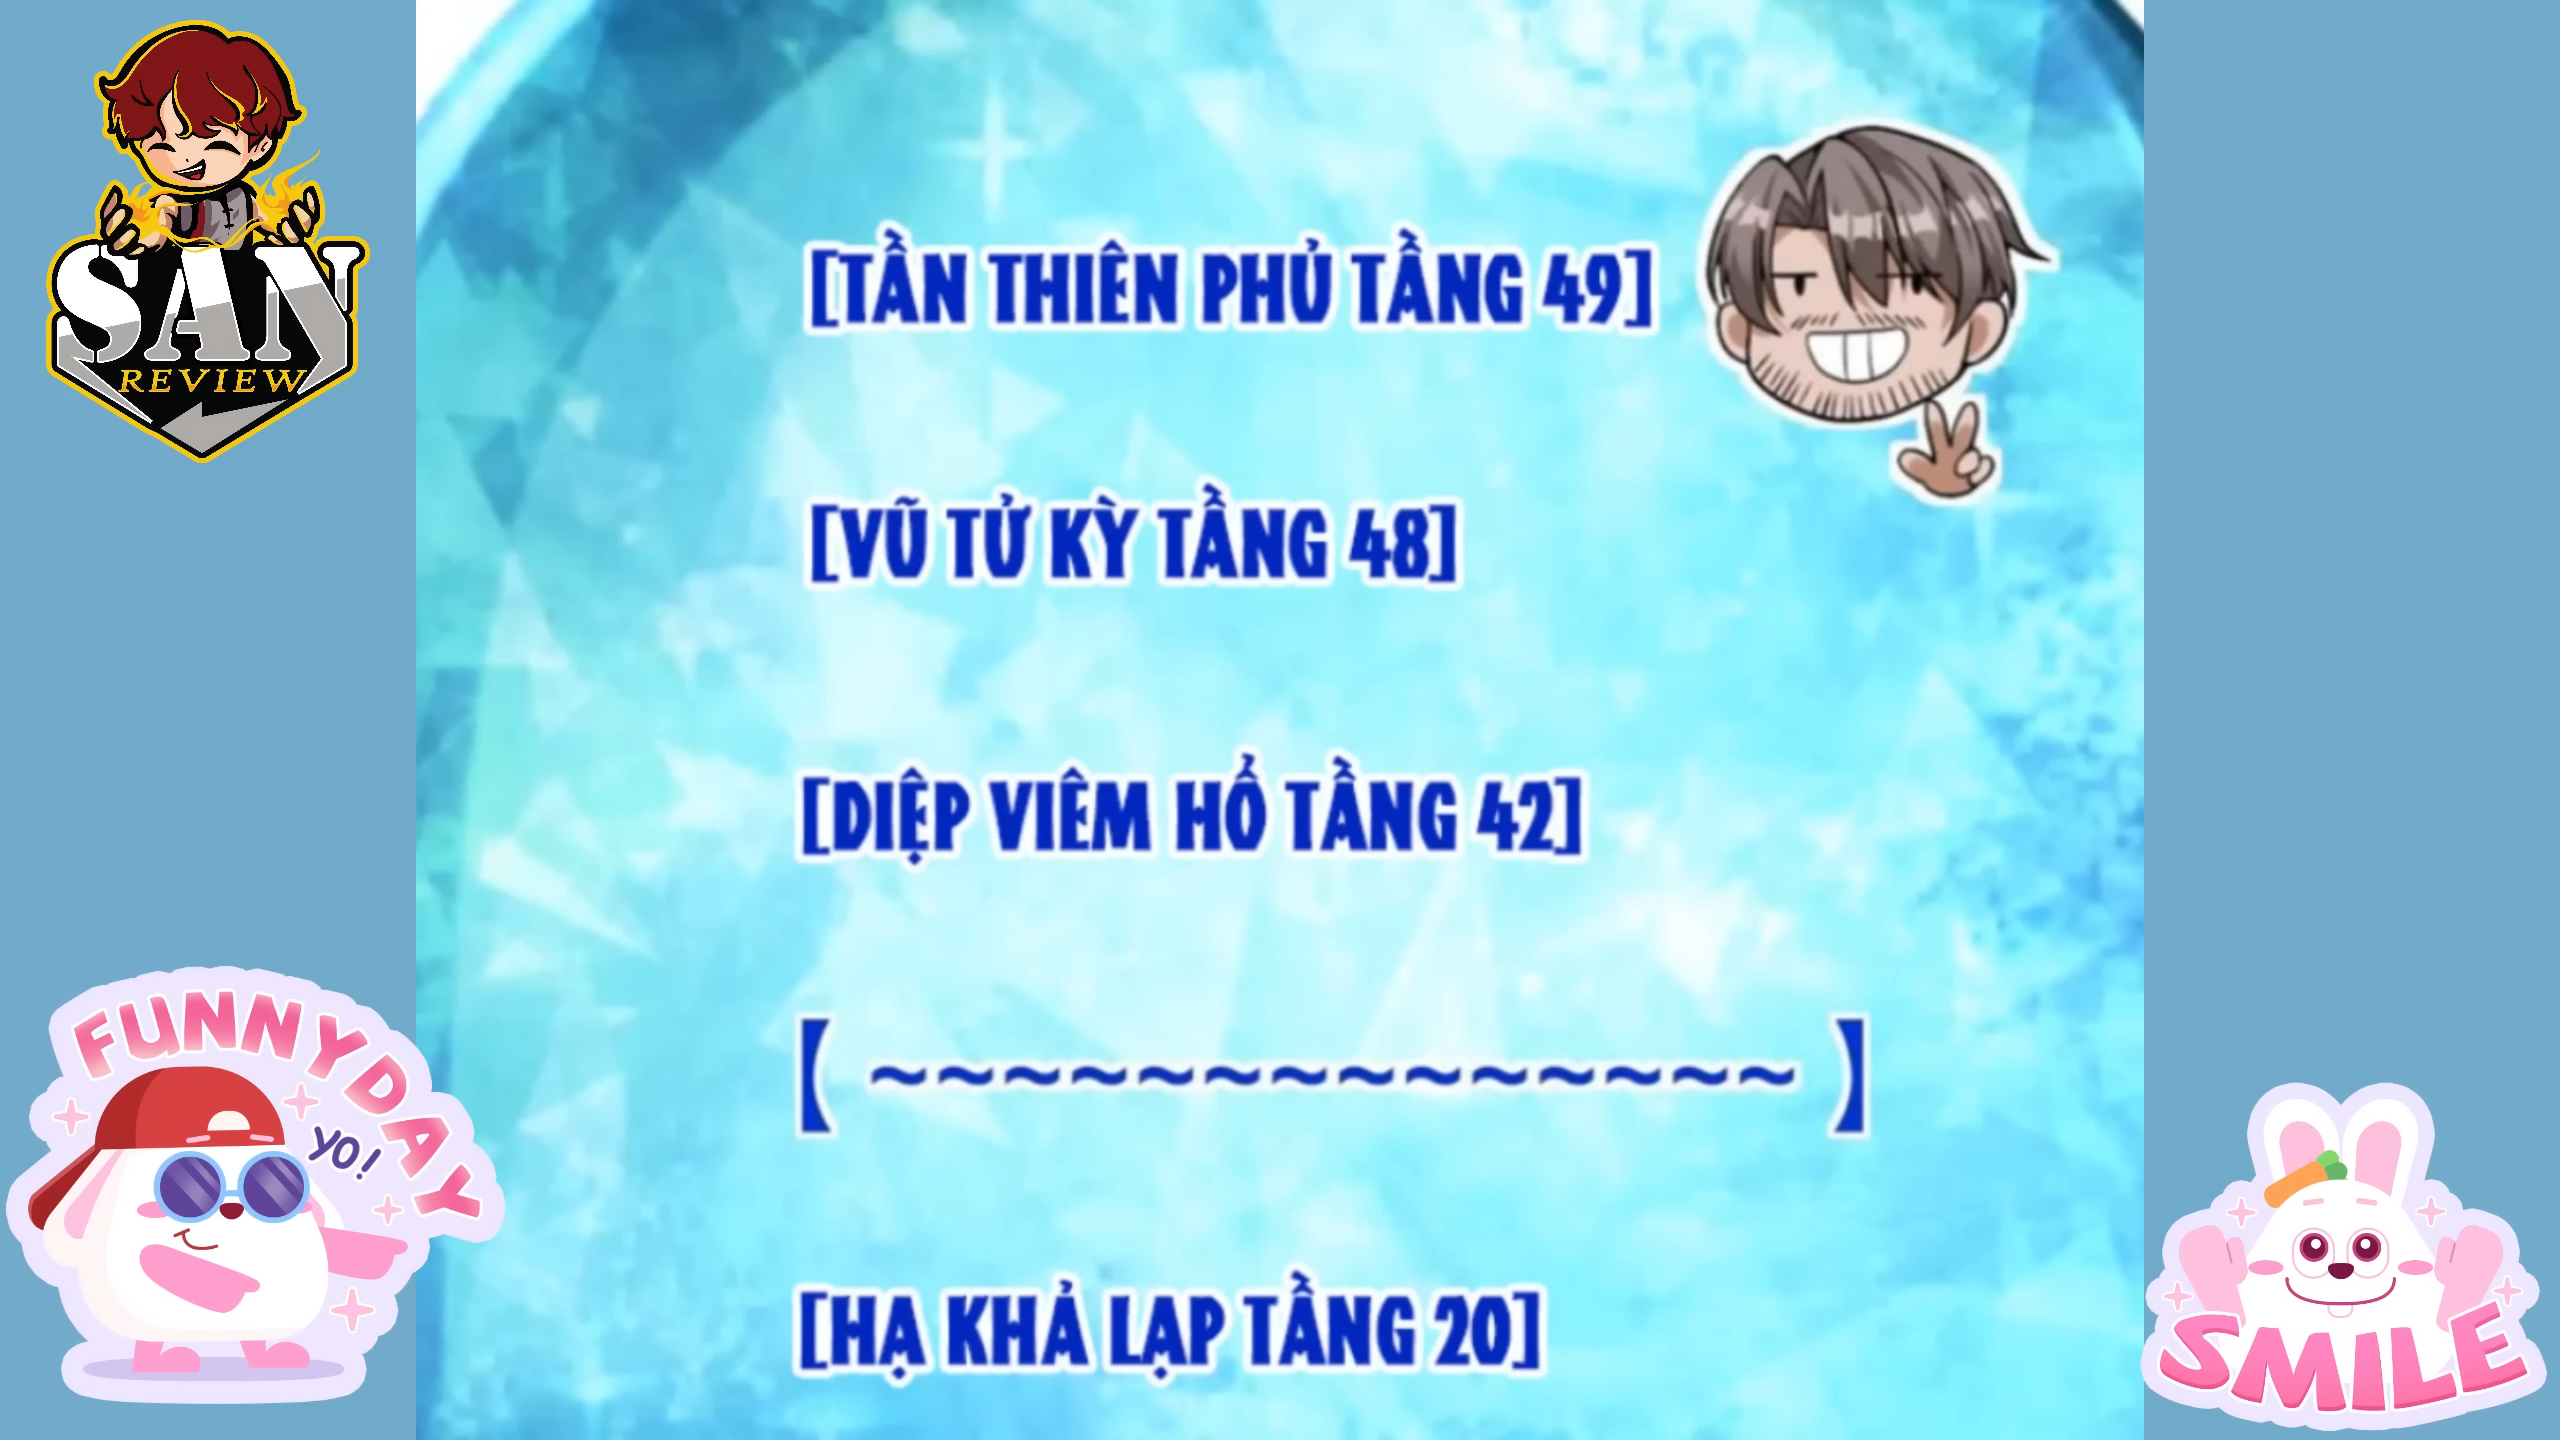 SAN
REVIEW
[TẦN THIÊN PHỦ TẦNG 49]
[VŨ TỬ KỲ TẦNG 48]
[DIỆP VIÊM HỔ TẦNG 42]
【 ~~~~~~~~~~~~~~ 】
[HẠ KHẢ LẠP TẦNG 20]
FUNNYDAY
YO!
SMILE